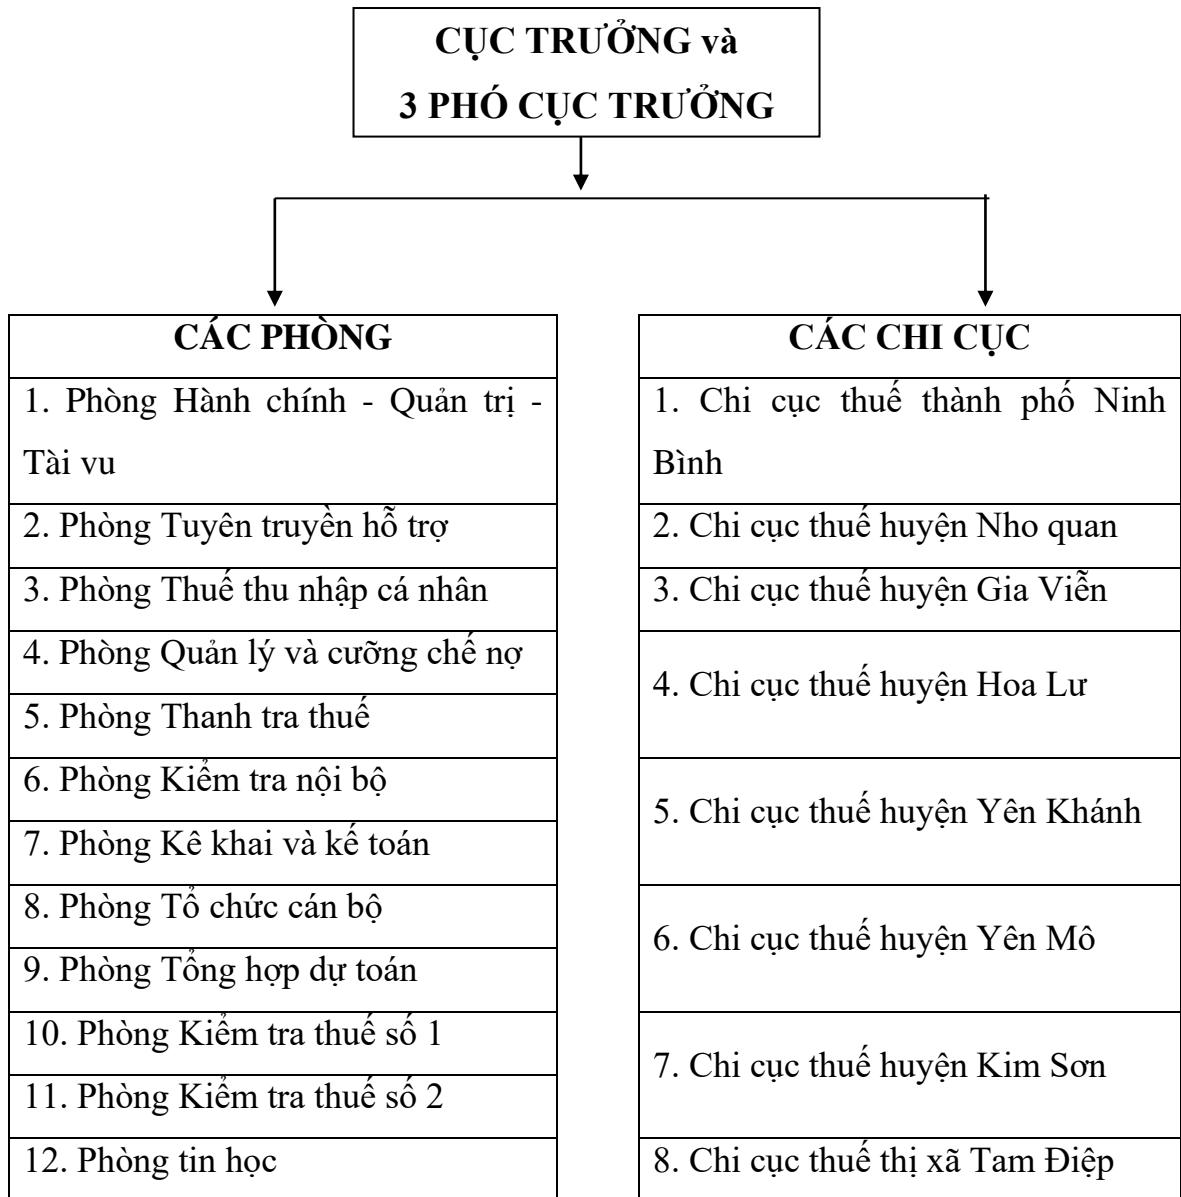 CỤC TRƯỞNG và
3 PHÓ CỤC TRƯỞNG
CÁC PHÒNG
1. Phòng Hành chính - Quản trị -
Tài vu
2. Phòng Tuyên truyền hỗ trợ
3. Phòng Thuế thu nhập cá nhân
4. Phòng Quản lý và cưỡng chế nợ
5. Phòng Thanh tra thuế
6. Phòng Kiểm tra nội bộ
7. Phòng Kê khai và kế toán
8. Phòng Tổ chức cán bộ
9. Phòng Tổng hợp dự toán
10. Phòng Kiểm tra thuế số 1
11. Phòng Kiểm tra thuế số 2
12. Phòng tin học
CÁC CHI CỤC
1. Chi cục thuế thành phố Ninh
Bình
2. Chi cục thuế huyện Nho quan
3. Chi cục thuế huyện Gia Viễn
4. Chi cục thuế huyện Hoa Lư
5. Chi cục thuế huyện Yên Khánh
6. Chi cục thuế huyện Yên Mô
7. Chi cục thuế huyện Kim Sơn
8. Chi cục thuế thị xã Tam Điệp